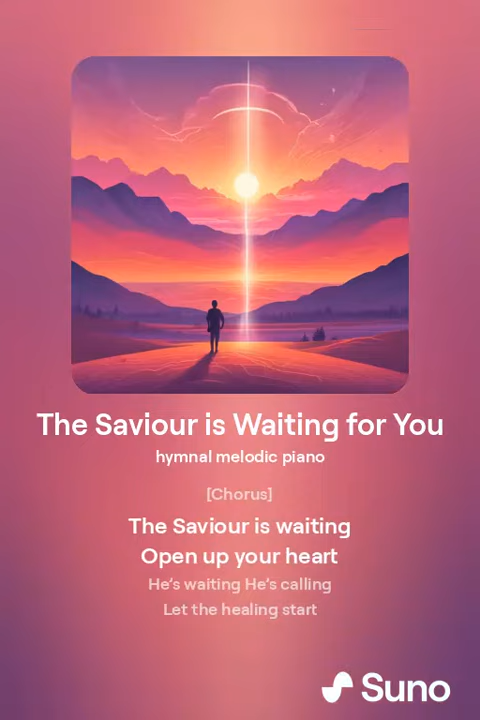 The Saviour is Waiting for You
hymnal melodic piano
[Chorus]
The Saviour is waiting
Open up your heart
He's waiting He's calling
Let the healing start
Suno